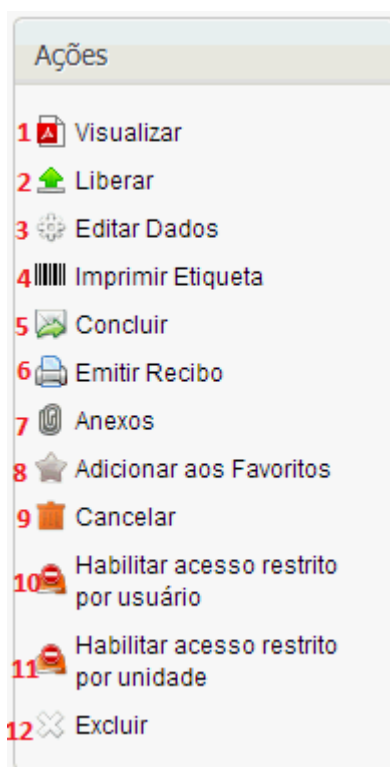 Ações
1 Visualizar
2 Liberar
3 Editar Dados
4 Imprimir Etiqueta
5 Concluir
6 Emitir Recibo
7 Anexos
8 Adicionar aos Favoritos
9 Cancelar
10 Habilitar acesso restrito
por usuário
11 Habilitar acesso restrito
por unidade
12 Excluir